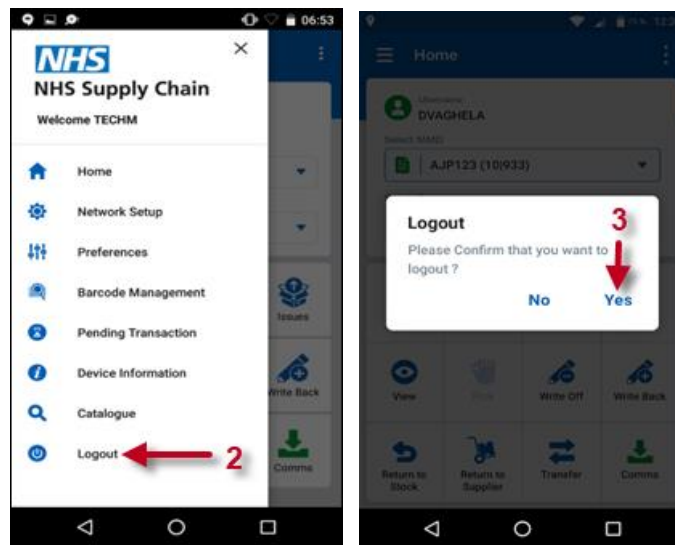 06:53
NHS
NHS Supply Chain
Welcome TECHM
Home
Network Setup
Preferences
Barcode Management
Pending Transaction
Device Information
Catalogue
Logout
2
Issues
Write Back
Comms
Home
DVAGHELA
AJP123 (10|933)
Logout
3
Please Confirm that you want to
logout ?
No
Yes
View
Write Off
Write Back
Return to
Stock
Return to
Supplier
Transfer
Comms